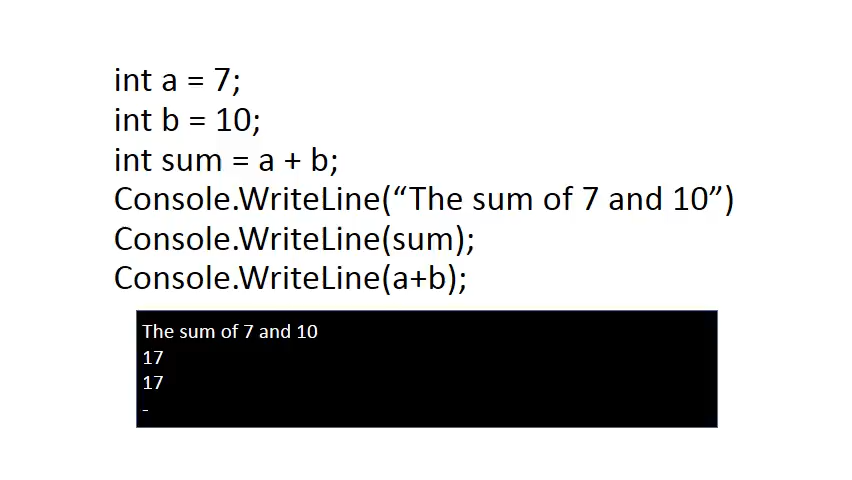 int a = 7;
int b = 10;
int sum = a + b;
Console.WriteLine(“The sum of 7 and 10”)
Console.WriteLine(sum);
Console.WriteLine(a+b);
The sum of 7 and 10
17
17
-